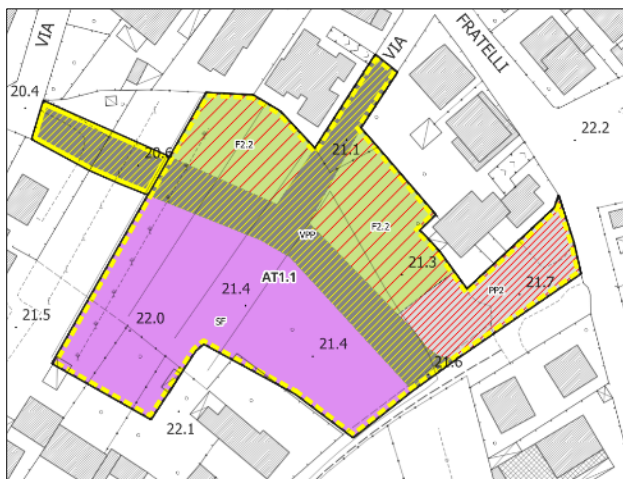 VIA
VIA
FRATELLI
20.4
22.2
20.6
F2.2
21.1
F2.2
VPP
AT1.1
21.3
21.7
PP2
21.4
22.0
SF
21.5
21.4
21.6
22.1